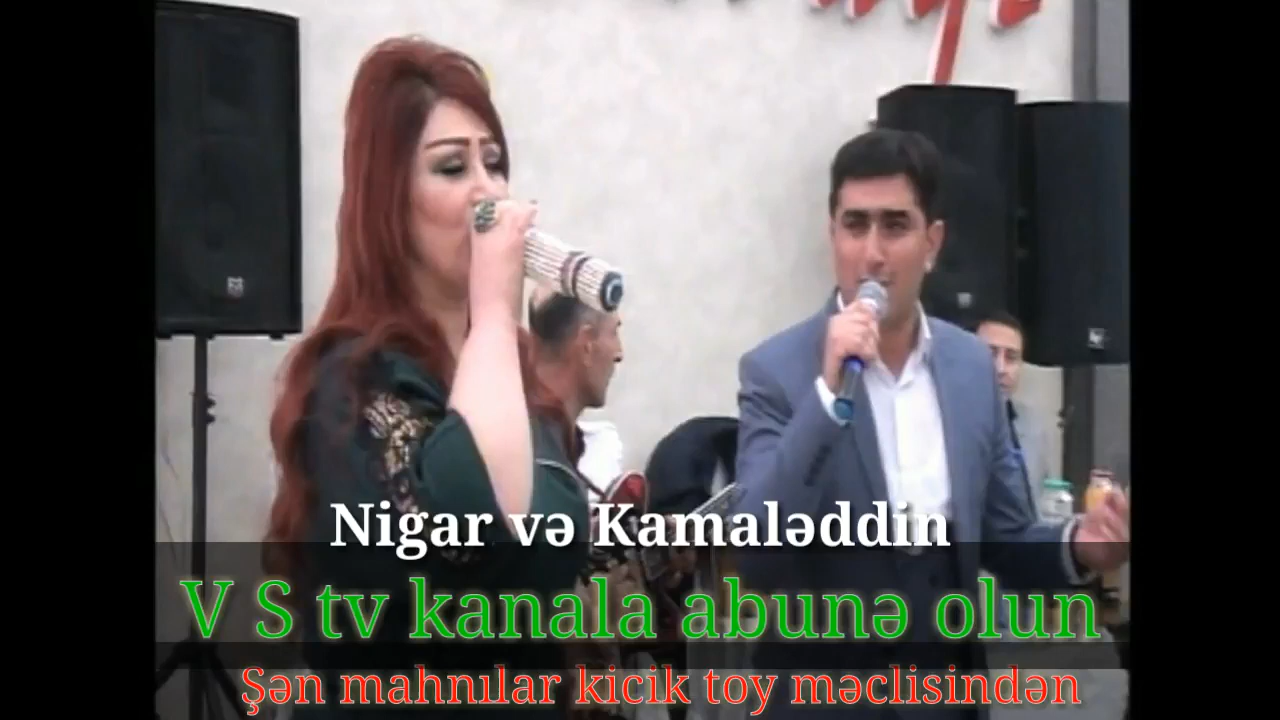 Nigar və Kamaləddin
V S tv kanala abunə olun
Şən mahnılar kicik toy məclisindən